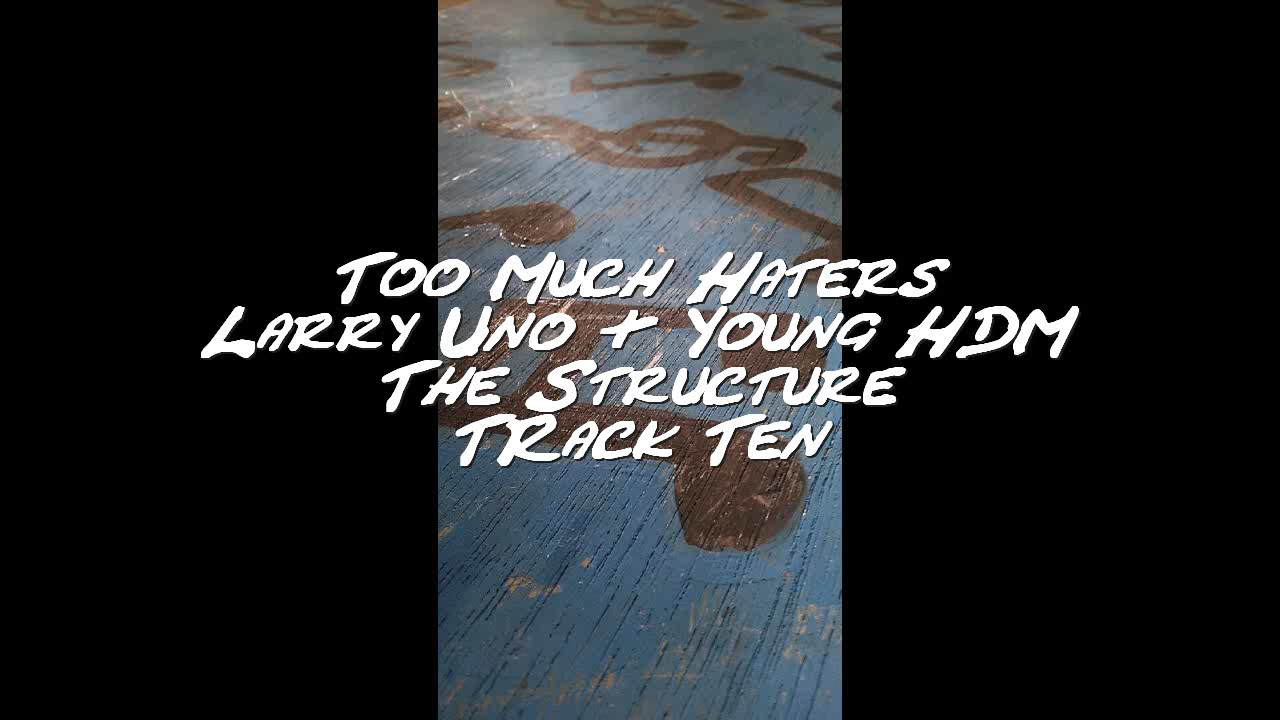 Too Much Haters
Larry Uno + Young HDM
The Structure
Track Ten